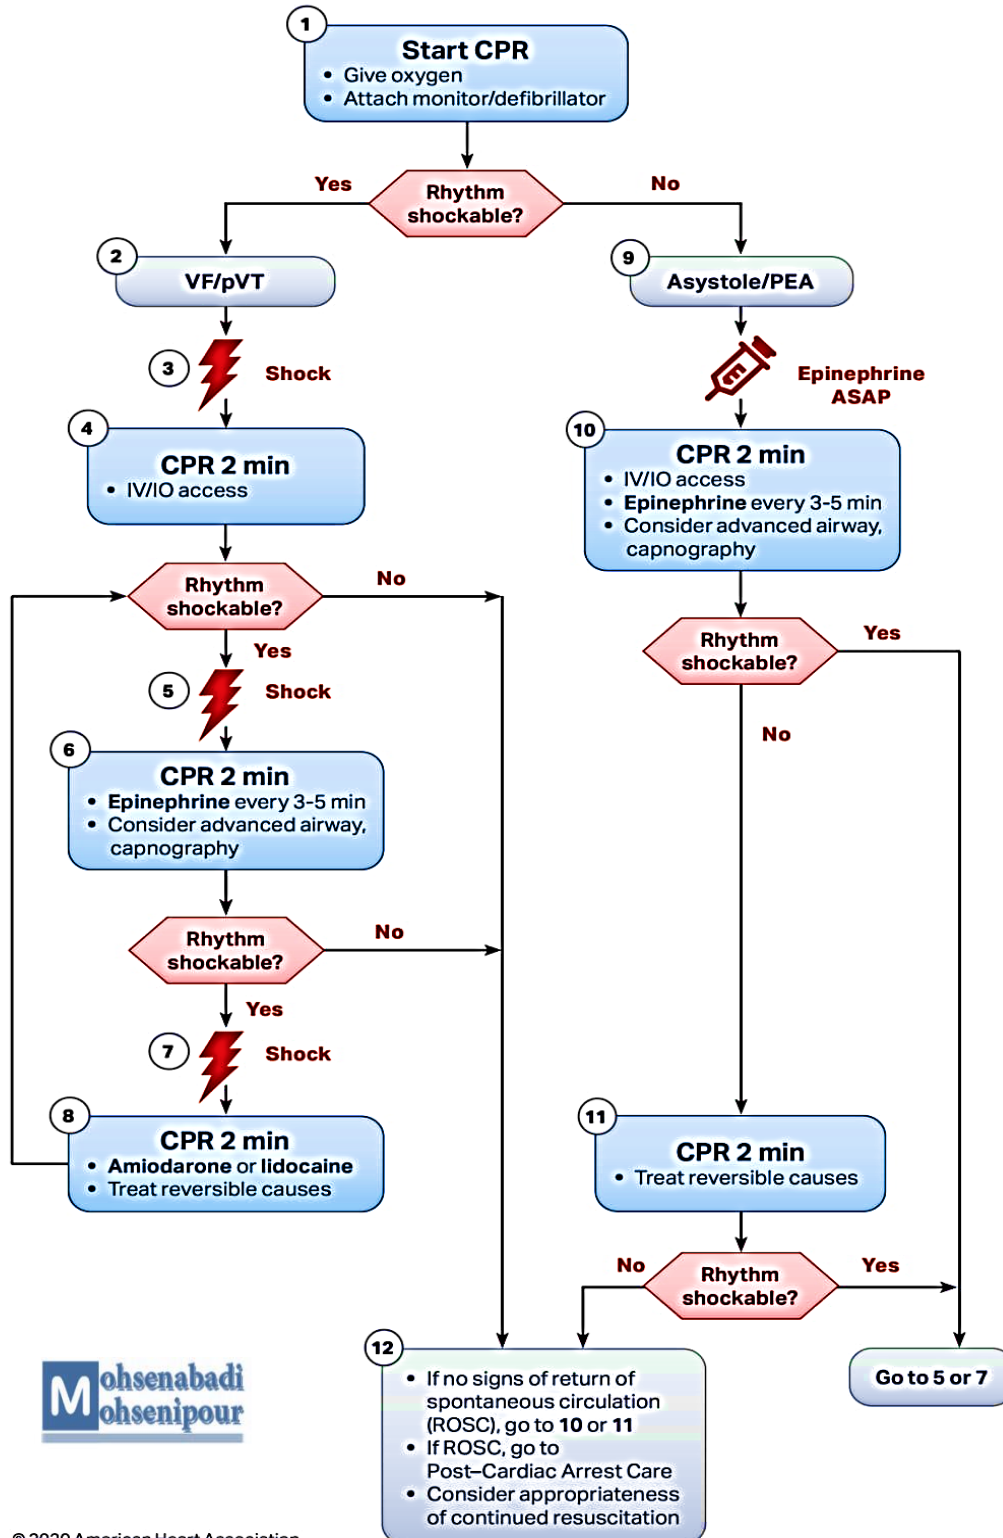 1
Start CPR
• Give oxygen
• Attach monitor/defibrillator
Rhythm
shockable?
Yes
No
2
VF/pVT
3
Shock
4
CPR 2 min
• IV/IO access
Rhythm
shockable?
No
Yes
5
Shock
6
CPR 2 min
• Epinephrine every 3-5 min
• Consider advanced airway,
capnography
Rhythm
shockable?
No
Yes
7
Shock
8
CPR 2 min
• Amiodarone or lidocaine
• Treat reversible causes
9
Asystole/PEA
E
Epinephrine
ASAP
10
CPR 2 min
• IV/IO access
• Epinephrine every 3-5 min
• Consider advanced airway,
capnography
Rhythm
shockable?
Yes
No
11
CPR 2 min
• Treat reversible causes
Rhythm
shockable?
No
Yes
12
• If no signs of return of
spontaneous circulation
(ROSC), go to 10 or 11
• If ROSC, go to
Post–Cardiac Arrest Care
• Consider appropriateness
of continued resuscitation
Go to 5 or 7
Mohsenabadi
Mohsenipour
© 2020 American Heart Association